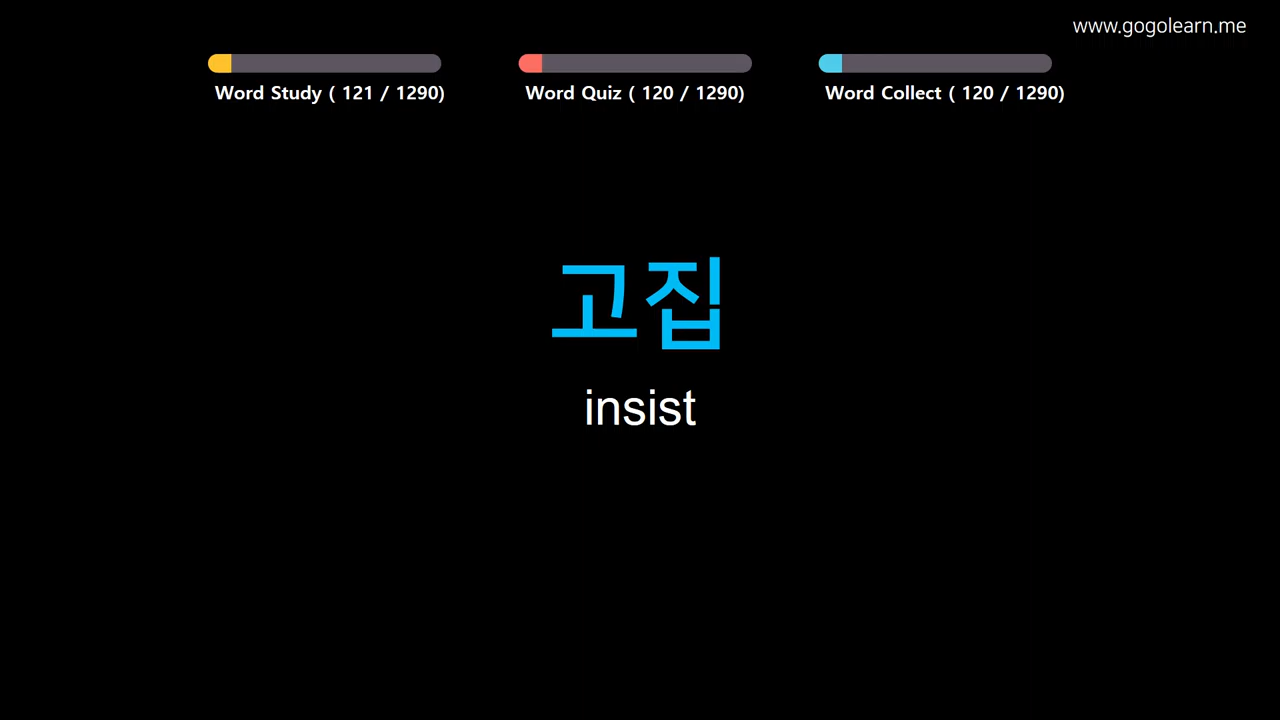 www.gogolearn.me
Word Study ( 121 / 1290)
Word Quiz ( 120 / 1290)
Word Collect ( 120 / 1290)
고집
insist